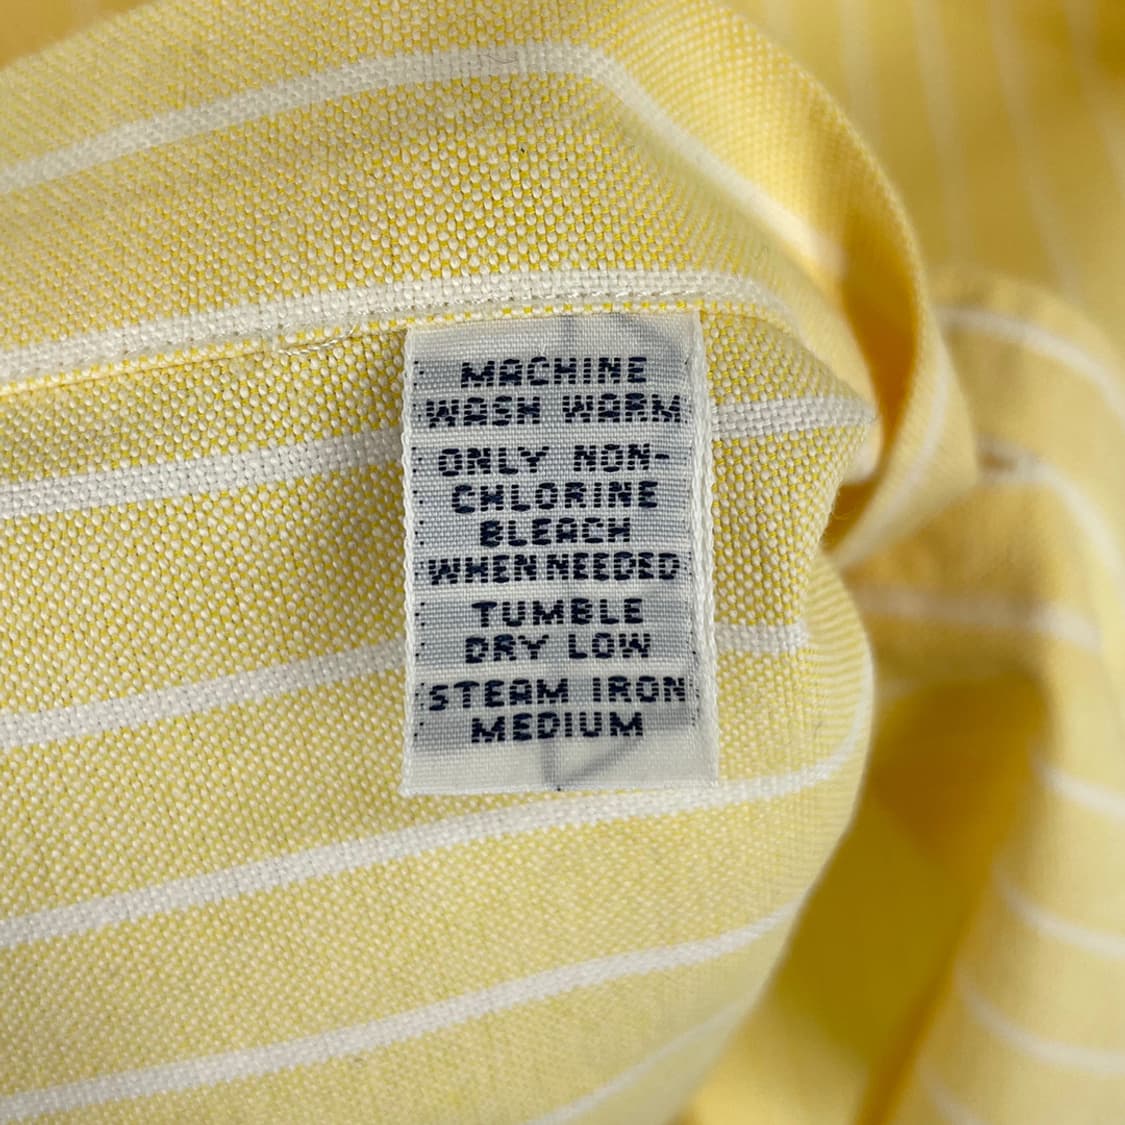 MACHINE
WASH WARM
ONLY NON-
CHLORINE
BLEACH
WHEN NEEDED
TUMBLE
DRY LOW
STEAM IRON
MEDIUM